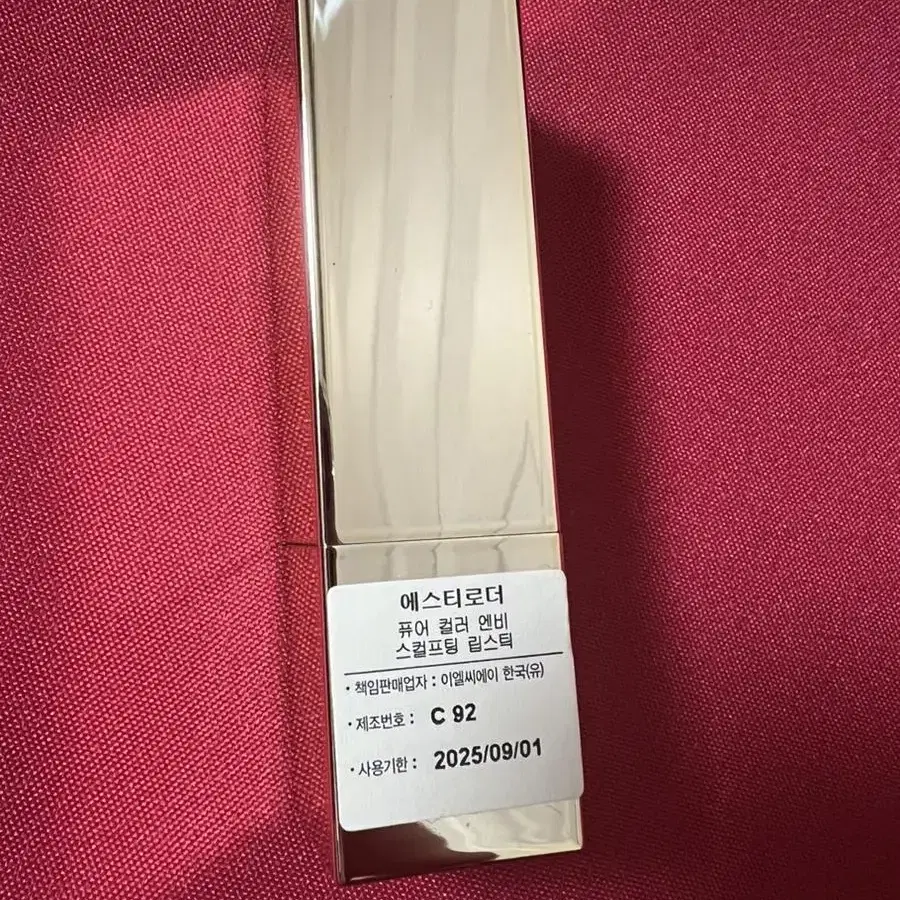 에스티로더
퓨어 컬러 엔비
스컬프팅 립스틱
· 책임판매업자 : 이엘씨에이 한국(유)
· 제조번호 : C 92
· 사용기한 : 2025/09/01